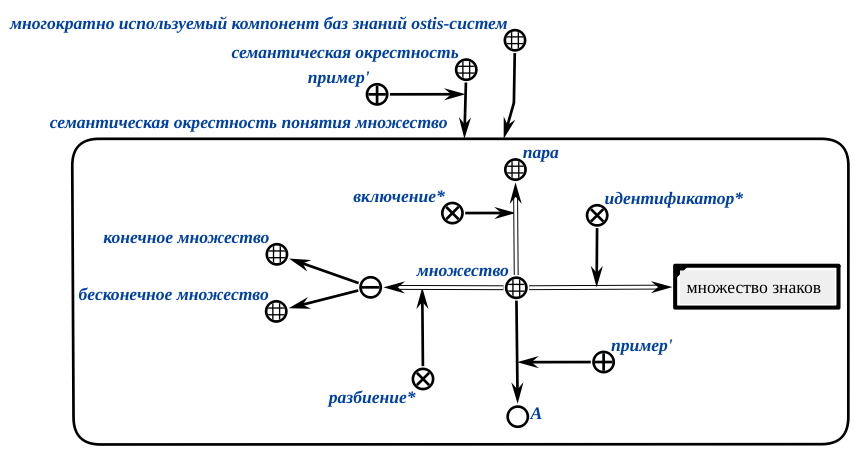 многократно используемый компонент баз знаний ostis-систем
семантическая окрестность
пример'
семантическая окрестность понятия множество
пара
включение*
идентификатор*
конечное множество
множество
бесконечное множество
множество знаков
пример'
разбиение*
A